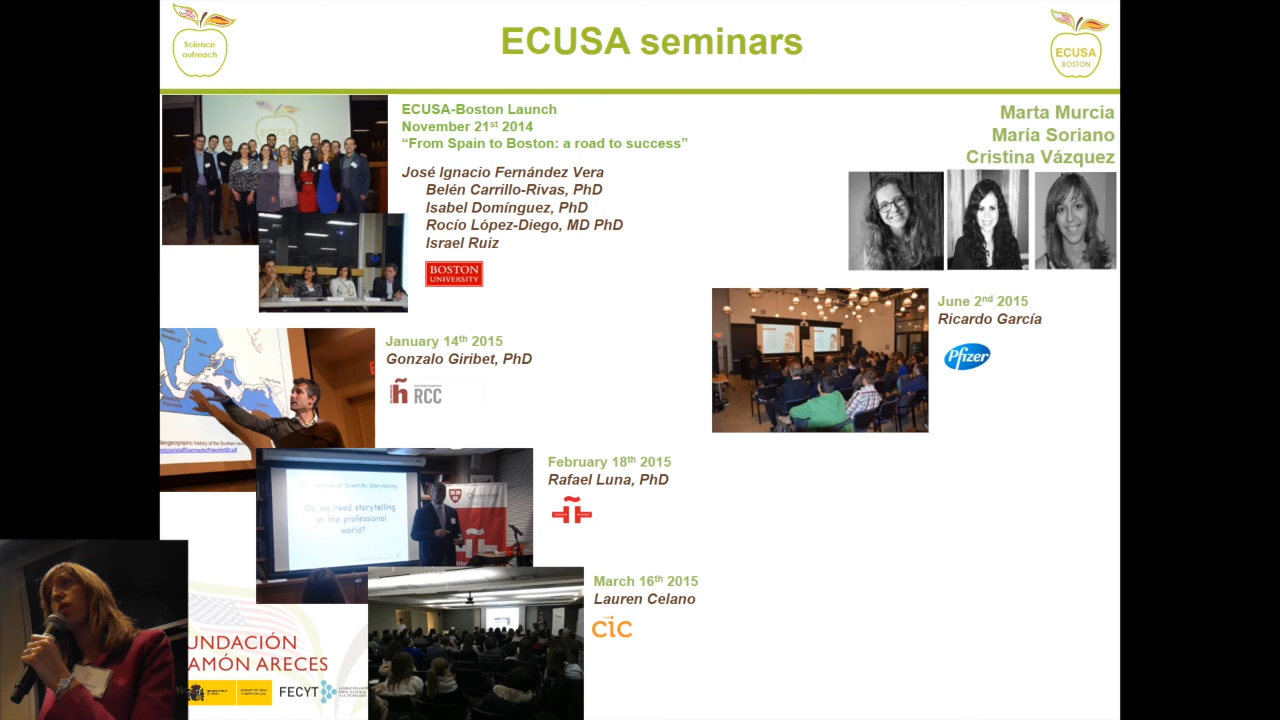 Science
outreach
ECUSA seminars
ECUSA
BOSTON
ECUSA
ECUSA-Boston Launch
November 21st 2014
“From Spain to Boston: a road to success”
José Ignacio Fernández Vera
Belén Carrillo-Rivas, PhD
Isabel Domínguez, PhD
Rocío López-Diego, MD PhD
Israel Ruiz
BOSTON
UNIVERSITY
Marta Murcia
María Soriano
Cristina Vázquez
June 2nd 2015
Ricardo García
Pfizer
January 14th 2015
Gonzalo Giribet, PhD
RCC
February 18th 2015
Rafael Luna, PhD
Do we need storytelling
in the professional
world?
March 16th 2015
Lauren Celano
cic
UNDACIÓN
AMÓN ARECES
FECYT